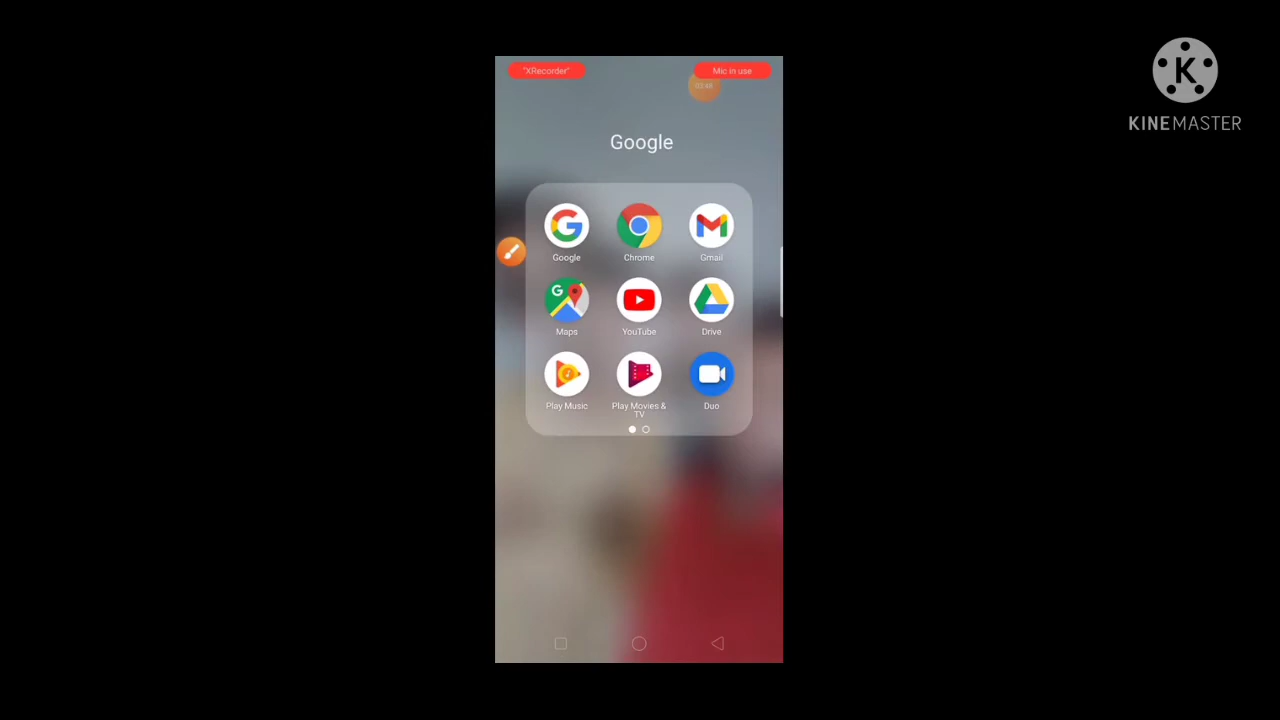 "XRecorder"
Mic in use
K
KINEMASTER
Google
Google
Chrome
Gmail
G
Maps
YouTube
Drive
Play Music
Play Movies &
TV
Duo